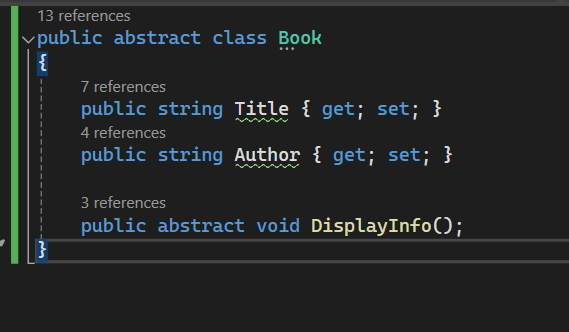 13 references
public abstract class Book
{
7 references
public string Title { get; set; }
4 references
public string Author { get; set; }
3 references
public abstract void DisplayInfo();
}